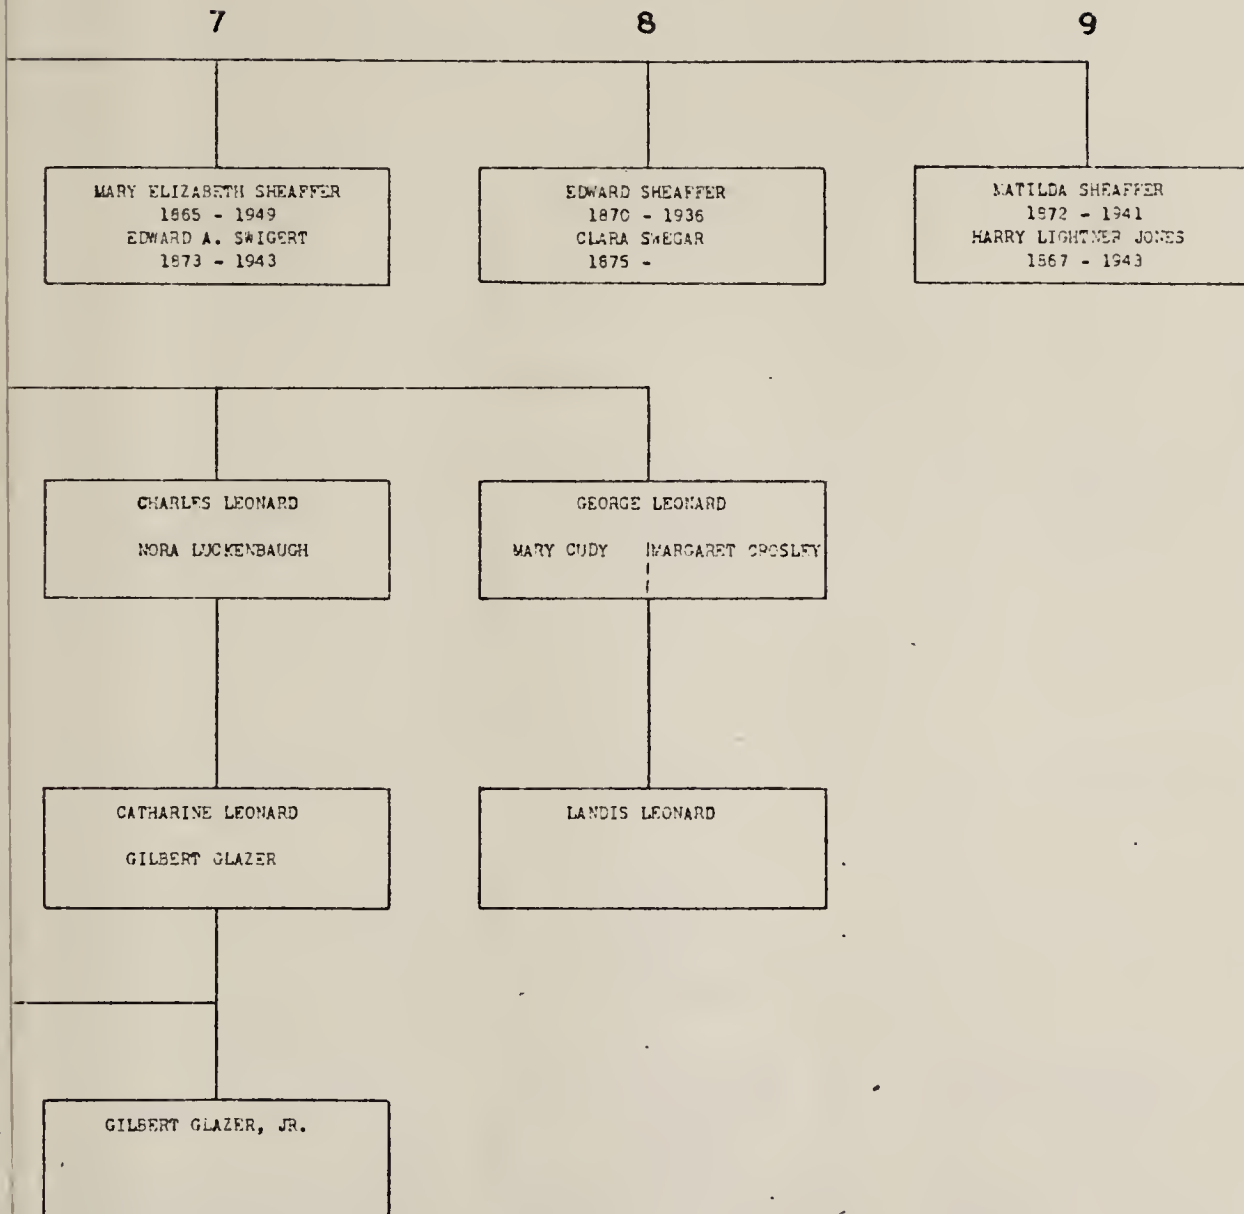 7
8
9
MARY ELIZABETH SHEAFFER
1865 - 1949
EDWARD A. SWIGERT
1873 - 1943
EDWARD SHEAFFER
1870 - 1936
CLARA SWEGAR
1875 -
MATILDA SHEAFFER
1872 - 1941
HARRY LIGHTNER JONES
1867 - 1943
CHARLES LEONARD
NORA LUCKENBAUGH
GEORGE LEONARD
MARY CUDY MARGARET CROSLEY
CATHARINE LEONARD
GILBERT GLAZER
LANDIS LEONARD
GILBERT GLAZER, JR.